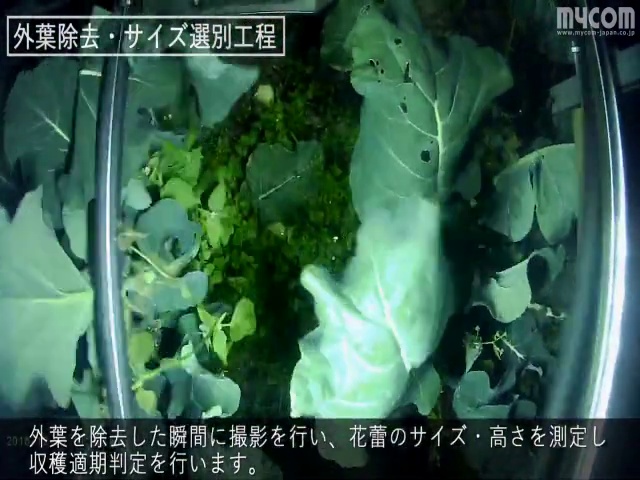 外葉除去・サイズ選別工程
mycom
www.mycom-japan.co.jp
2018
外葉を除去した瞬間に撮影を行い、花蕾のサイズ・高さを測定し
収穫適期判定を行います。